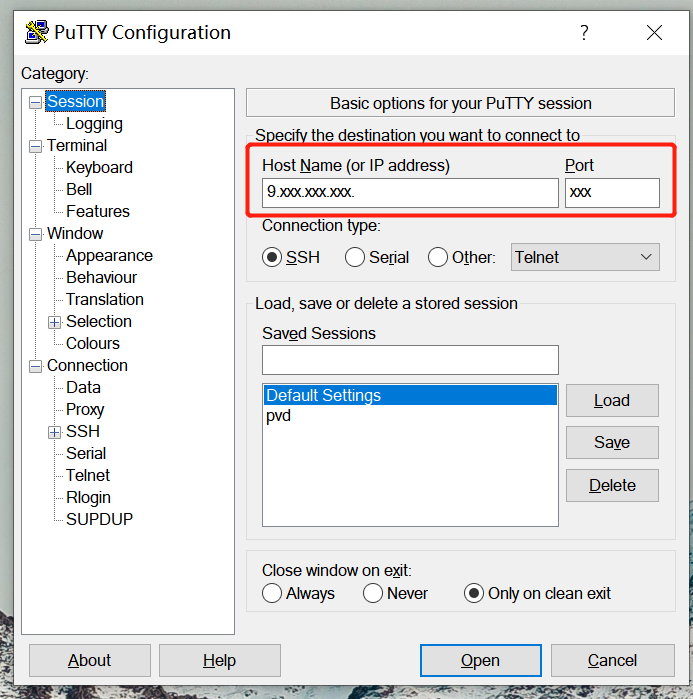 PuTTY Configuration
?
Category:
Session
Logging
Terminal
Keyboard
Bell
Features
Window
Appearance
Behaviour
Translation
Selection
Colours
Connection
Data
Proxy
SSH
Serial
Telnet
Rlogin
SUPDUP
Basic options for your PuTTY session
Specify the destination you want to connect to
Host Name (or IP address) Port
9.xxx.xxx.xxx. xxx
Connection type:
SSH Serial Other: Telnet
Load, save or delete a stored session
Saved Sessions
Default Settings
pvd
Load
Save
Delete
Close window on exit:
Always Never Only on clean exit
About Help Open Cancel